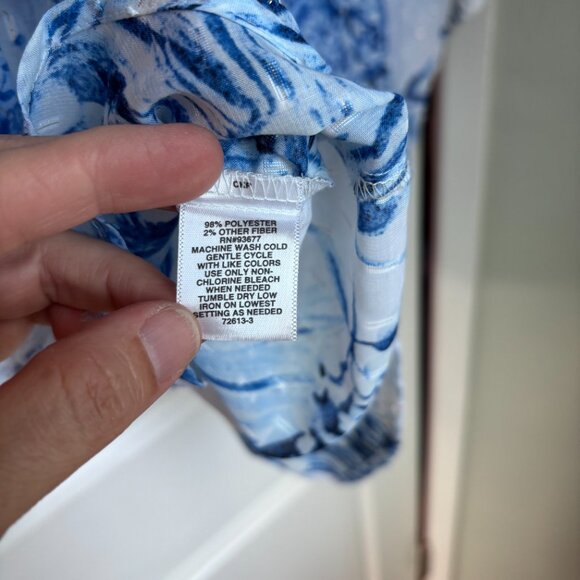 98% POLYESTER
2% OTHER FIBER
RN#93677
MACHINE WASH COLD
GENTLE CYCLE
WITH LIKE COLORS
USE ONLY NON-
CHLORINE BLEACH
WHEN NEEDED
TUMBLE DRY LOW
IRON ON LOWEST
SETTING AS NEEDED
72613-3